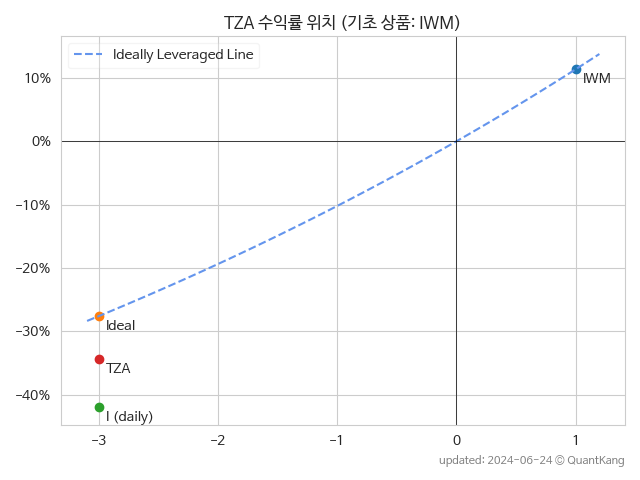 TZA 수익률 위치 (기초 상품: IWM)
Ideally Leveraged Line
10%
0%
−10%
−20%
−30%
−40%
IWM
Ideal
TZA
I (daily)
−3
−2
−1
0
1
updated: 2024-06-24 © QuantKang